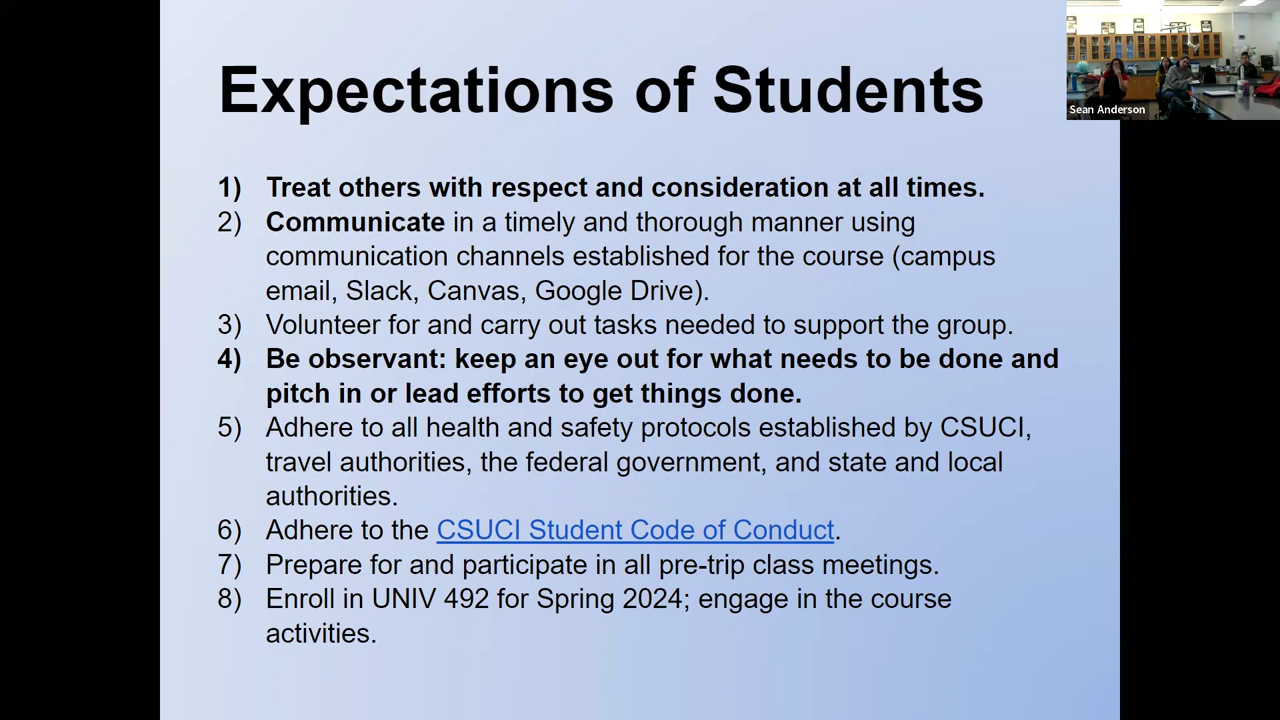 Expectations of Students
Sean Anderson
1) Treat others with respect and consideration at all times.
2) Communicate in a timely and thorough manner using
communication channels established for the course (campus
email, Slack, Canvas, Google Drive).
3) Volunteer for and carry out tasks needed to support the group.
4) Be observant: keep an eye out for what needs to be done and
pitch in or lead efforts to get things done.
5) Adhere to all health and safety protocols established by CSUCI,
travel authorities, the federal government, and state and local
authorities.
6) Adhere to the CSUCI Student Code of Conduct.
7) Prepare for and participate in all pre-trip class meetings.
8) Enroll in UNIV 492 for Spring 2024; engage in the course
activities.